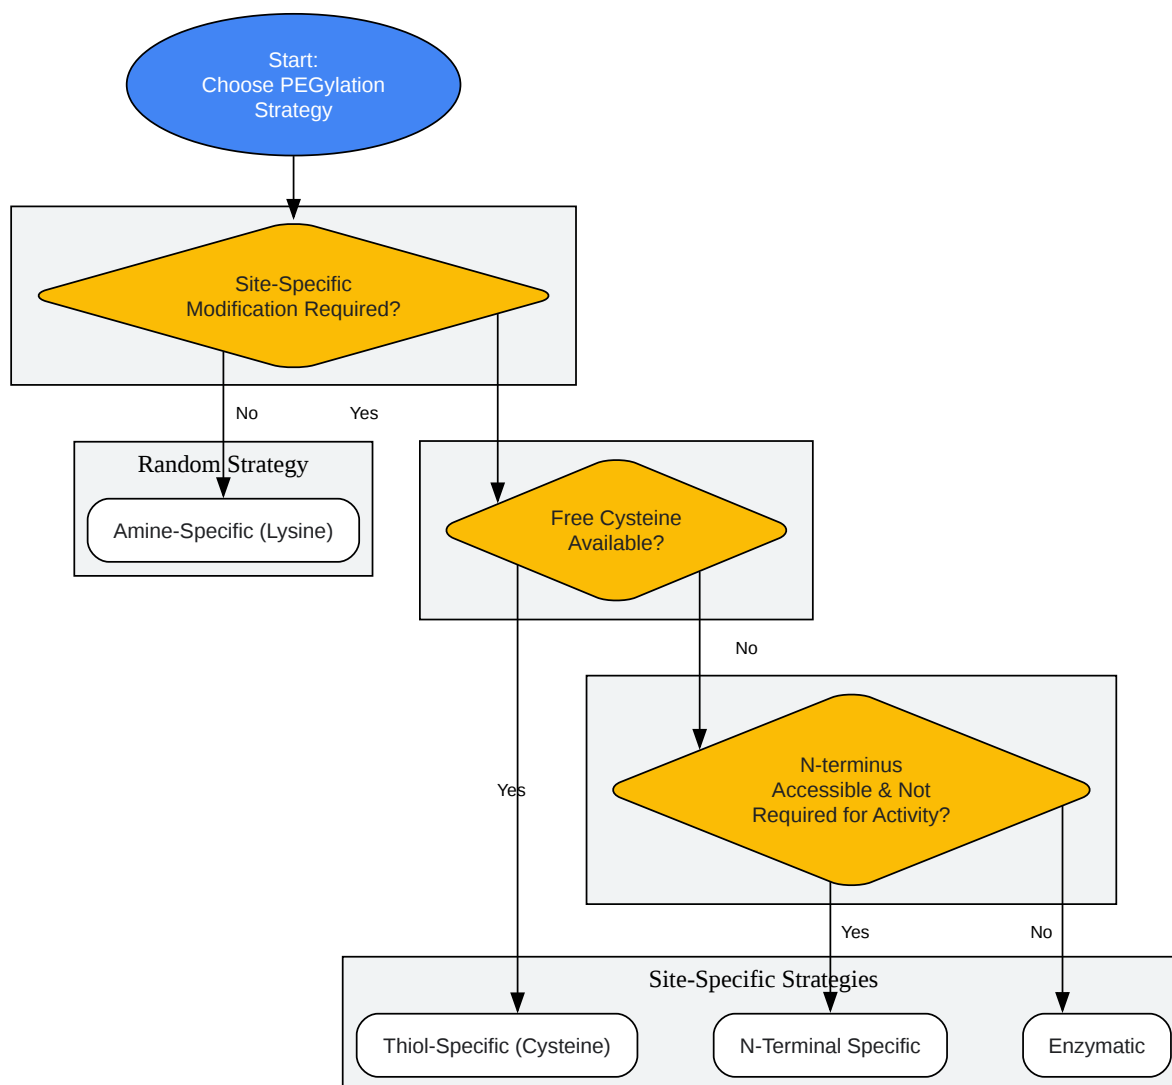 Start:
Choose PEGylation
Strategy
Site-Specific
Modification Required?
No
Yes
Random Strategy
Amine-Specific (Lysine)
Free Cysteine
Available?
No
N-terminus
Accessible & Not
Required for Activity?
Yes
Yes
No
Site-Specific Strategies
Thiol-Specific (Cysteine)
N-Terminal Specific
Enzymatic